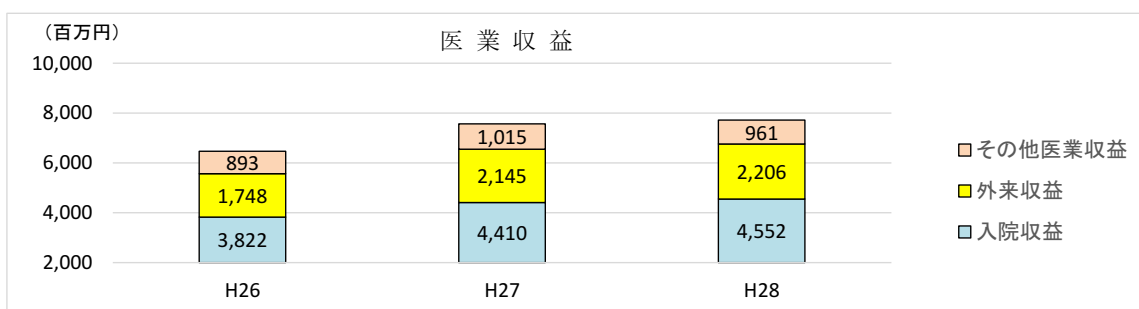 （百万円）
医 業 収 益
10,000
8,000
6,000
4,000
2,000
893
1,748
3,822
1,015
2,145
4,410
961
2,206
4,552
H26
H27
H28
その他医業収益
外来収益
入院収益